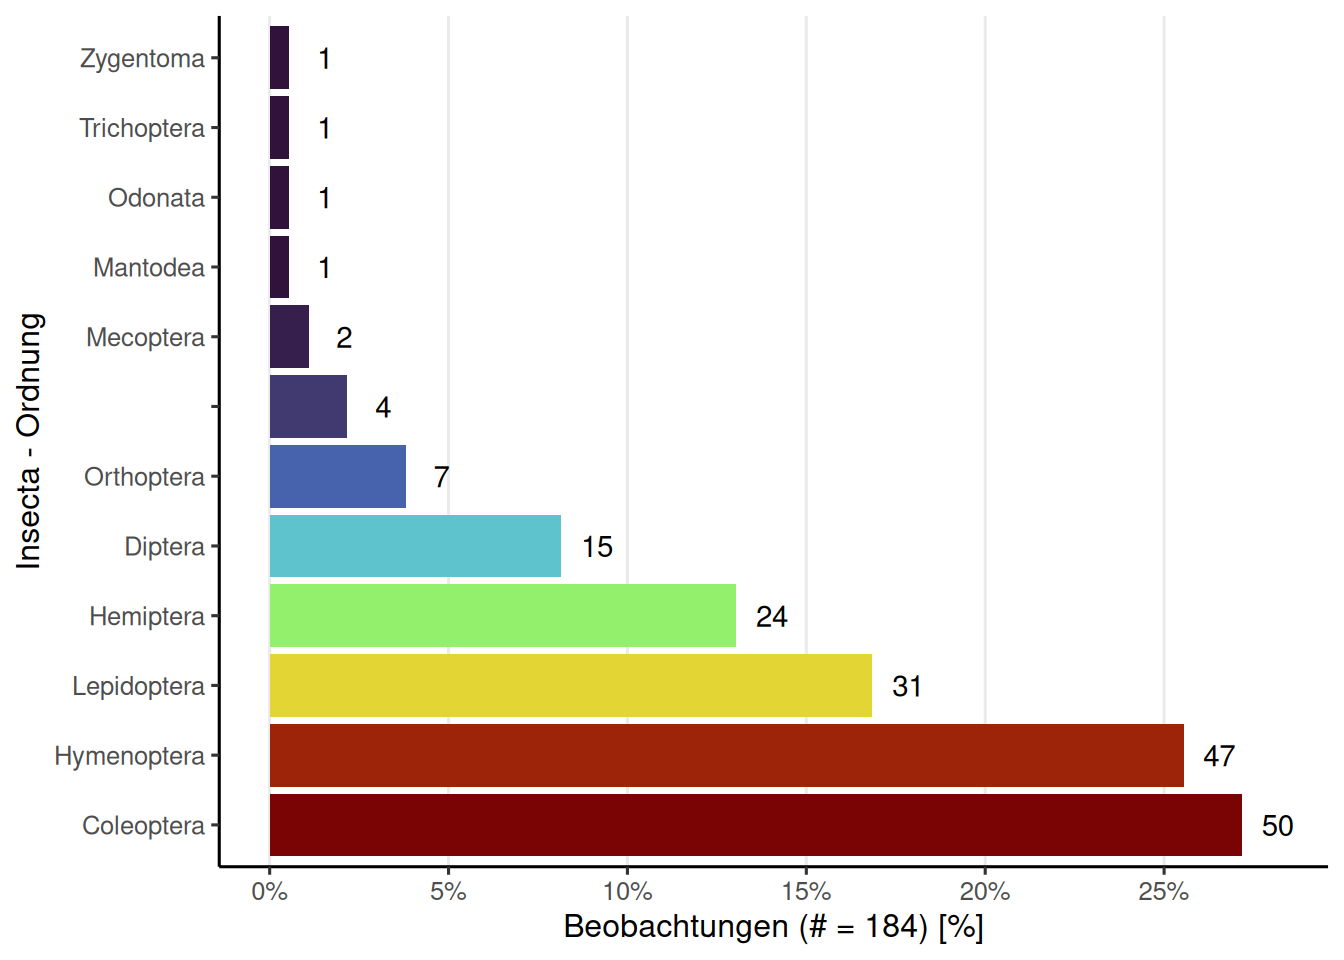 Zygentoma 1
Trichoptera 1
Odonata 1
Mantodea 1
Mecoptera 2
4
Orthoptera 7
Diptera 15
Hemiptera 24
Lepidoptera 31
Hymenoptera 47
Coleoptera 50
Insecta - Ordnung
0% 5% 10% 15% 20% 25%
Beobachtungen (# = 184) [%]